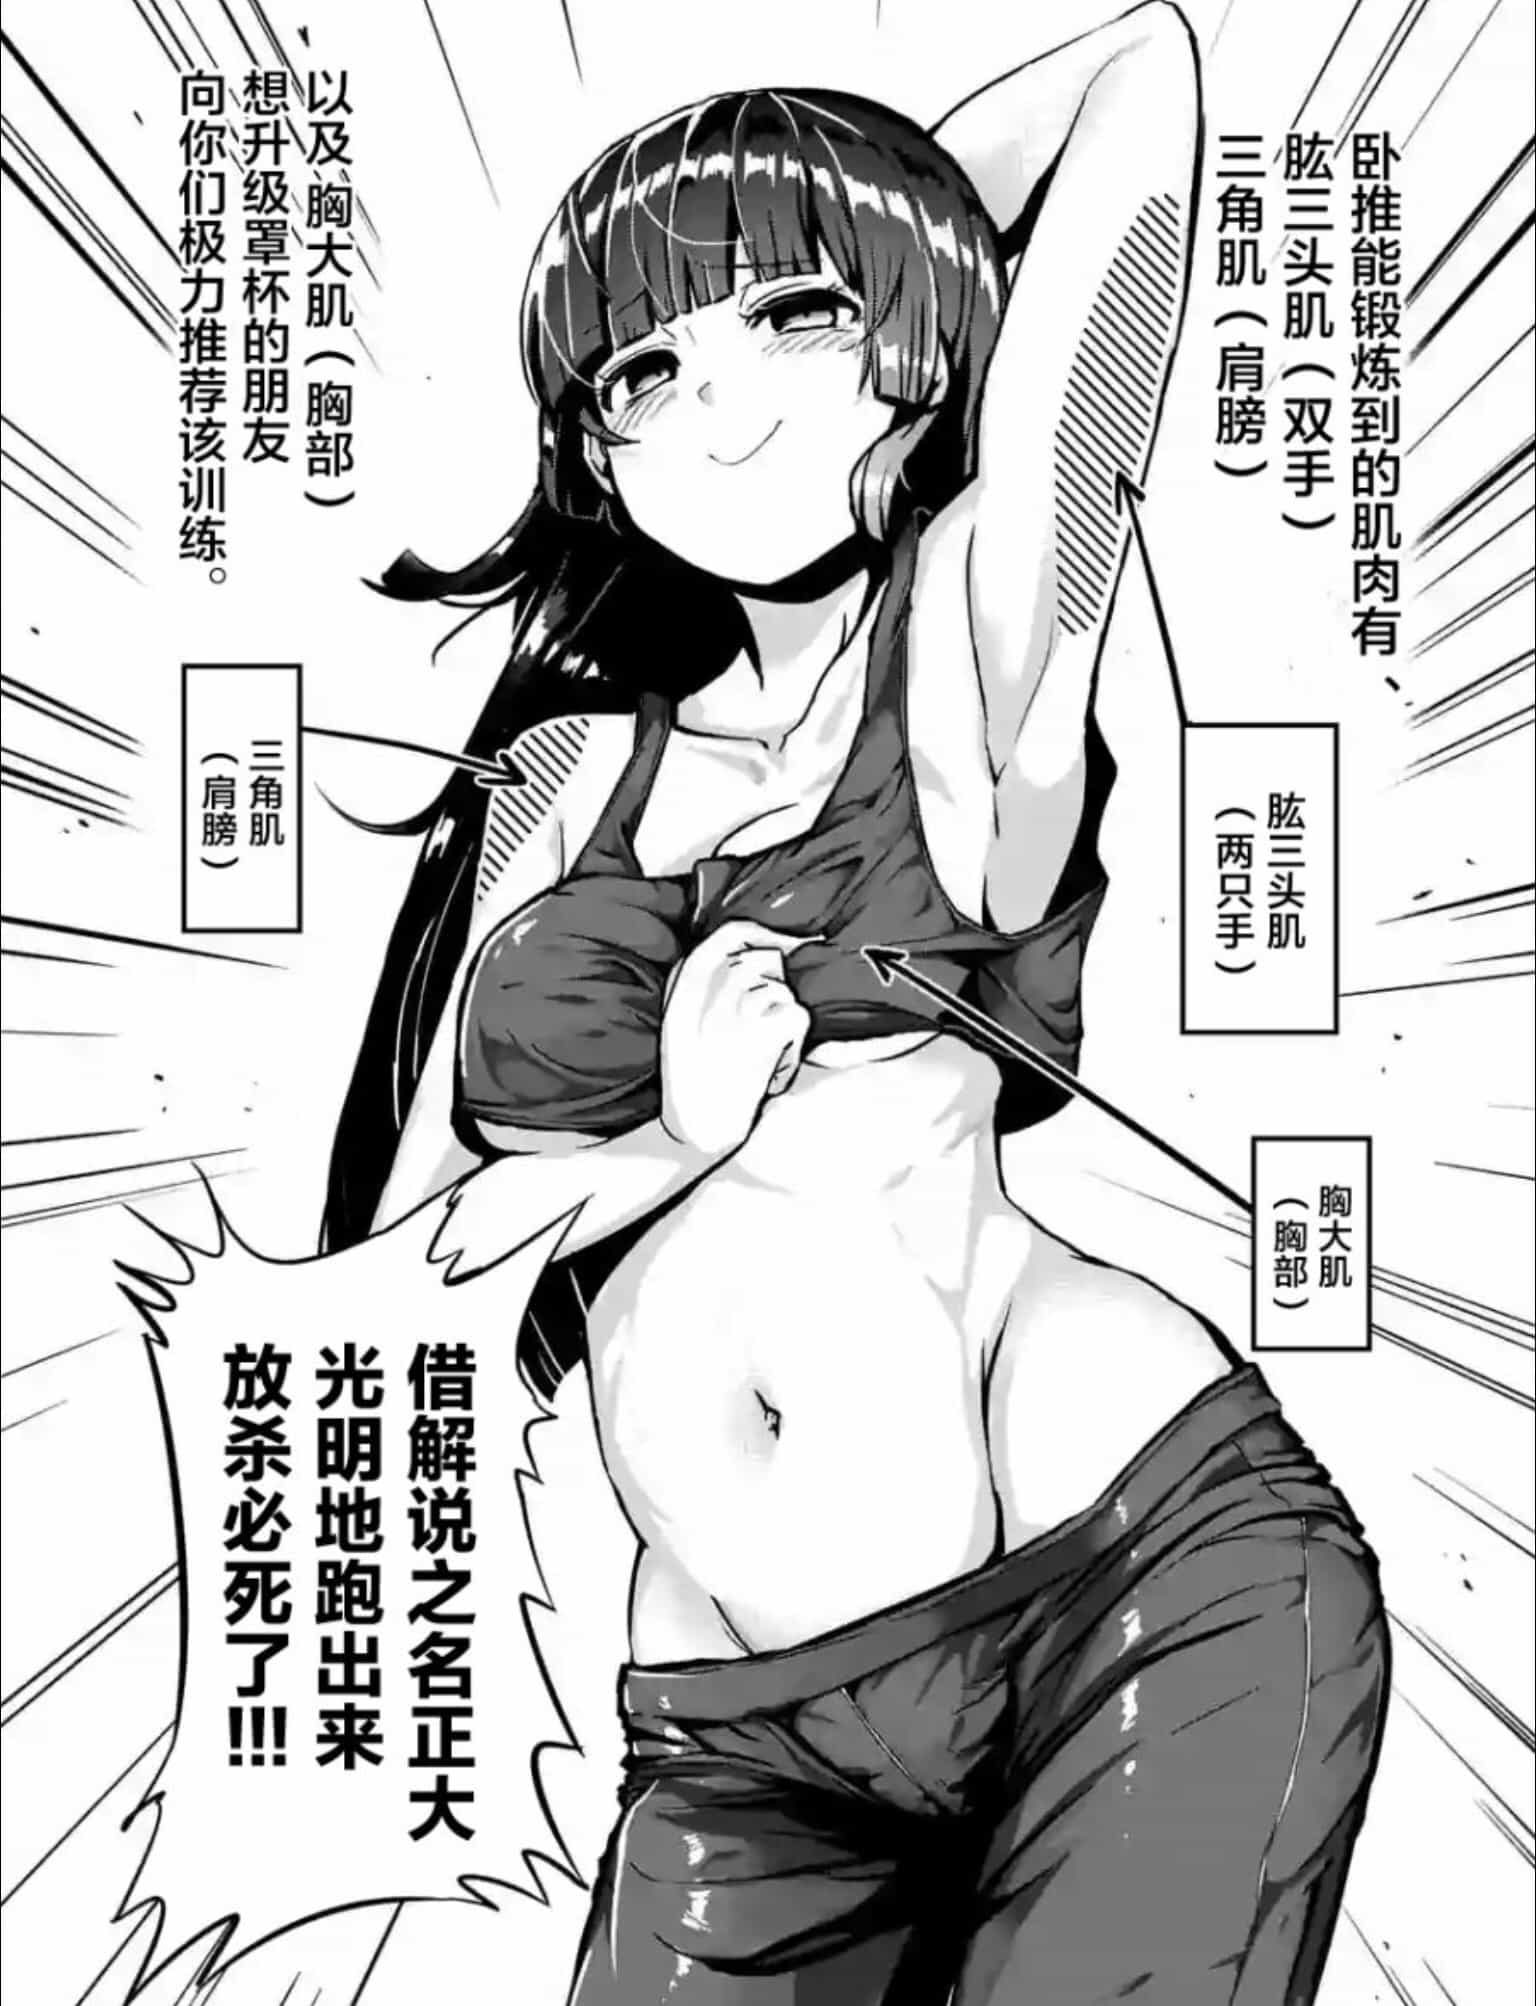 卧推能锻炼到的肌肉有、
肱三头肌(双手)
三角肌(肩膀)
以及胸大肌(胸部)
想升级罩杯的朋友
向你们极力推荐该训练。
肱三头肌
(两只手)
三角肌
(肩膀)
胸大肌
(胸部)
借解说之名正大
光明地跑出来
放杀必死了!!!